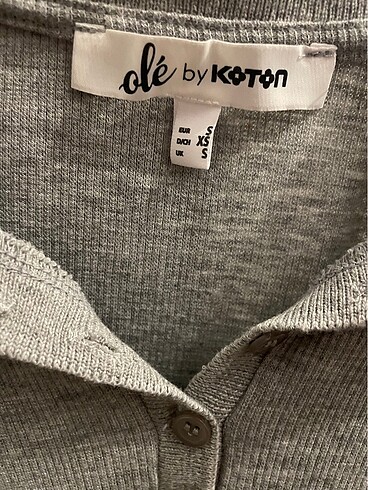 olé by KOTON
EUR S
D/CH XS
UK S